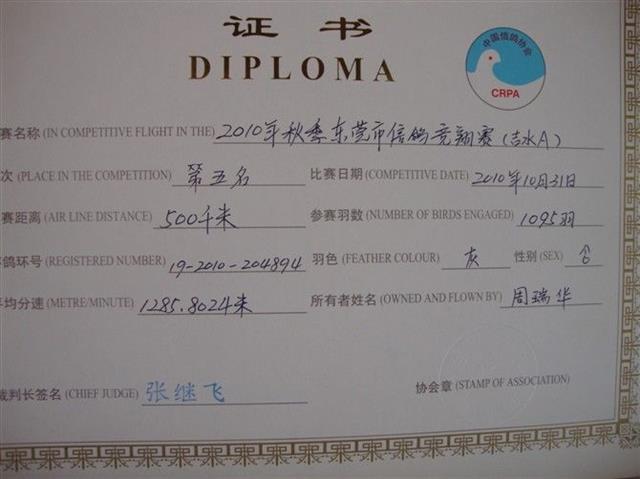 证书
DIPLOMA
中国信鸽协会
CRPA
赛名称 (IN COMPETITIVE FLIGHT IN THE) 2010年秋季东莞市信鸽竞翔赛(吉水A)
次 (PLACE IN THE COMPETITION) 第五名 比赛日期 (COMPETITIVE DATE) 2010年10月31日
赛距离 (AIR LINE DISTANCE) 500千米 参赛羽数 (NUMBER OF BIRDS ENGAGED) 1095羽
鸽环号 (REGISTERED NUMBER) 19-2010-204894 羽色 (FEATHER COLOUR) 灰 性别 (SEX)
平均分速 (METRE/MINUTE) 1285.8024米 所有者姓名 (OWNED AND FLOWN BY) 周瑞华
裁判长签名 (CHIEF JUDGE) 张继飞 协会章 (STAMP OF ASSOCIATION)